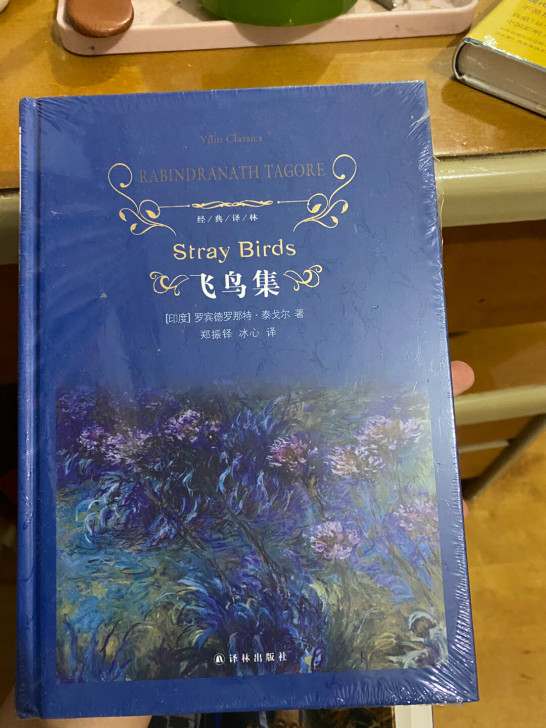 Yilin Classics
RABINDRANATH TAGORE
经/典/译/林
Stray Birds
飞鸟集
[印度] 罗宾德罗那特·泰戈尔 著
郑振铎 冰心 译
译林出版社